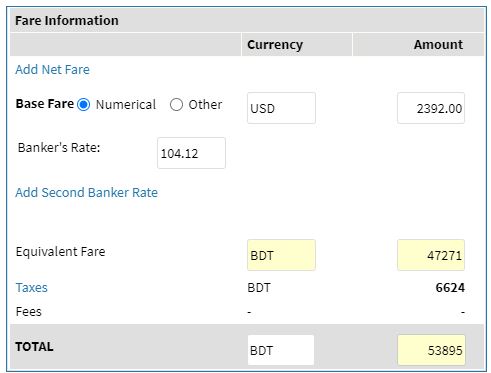 Fare Information
Currency Amount
Add Net Fare
Base Fare Numerical Other USD 2392.00
Banker's Rate: 104.12
Add Second Banker Rate
Equivalent Fare BDT 47271
Taxes BDT 6624
Fees - -
TOTAL BDT 53895